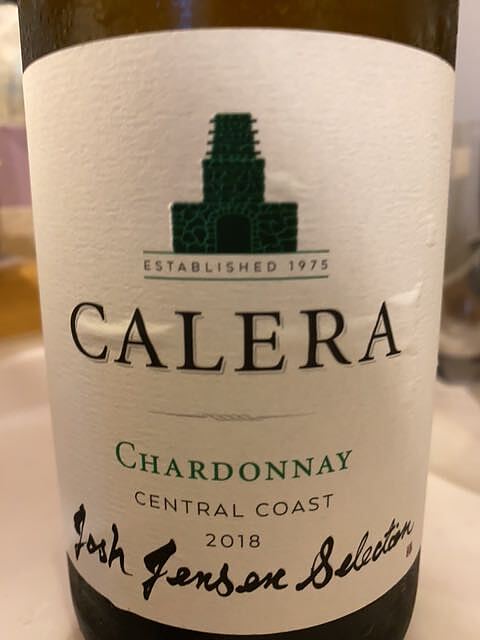 ESTABLISHED 1975
CALERA
CHARDONNAY
CENTRAL COAST
2018
Josh Jensen Selection